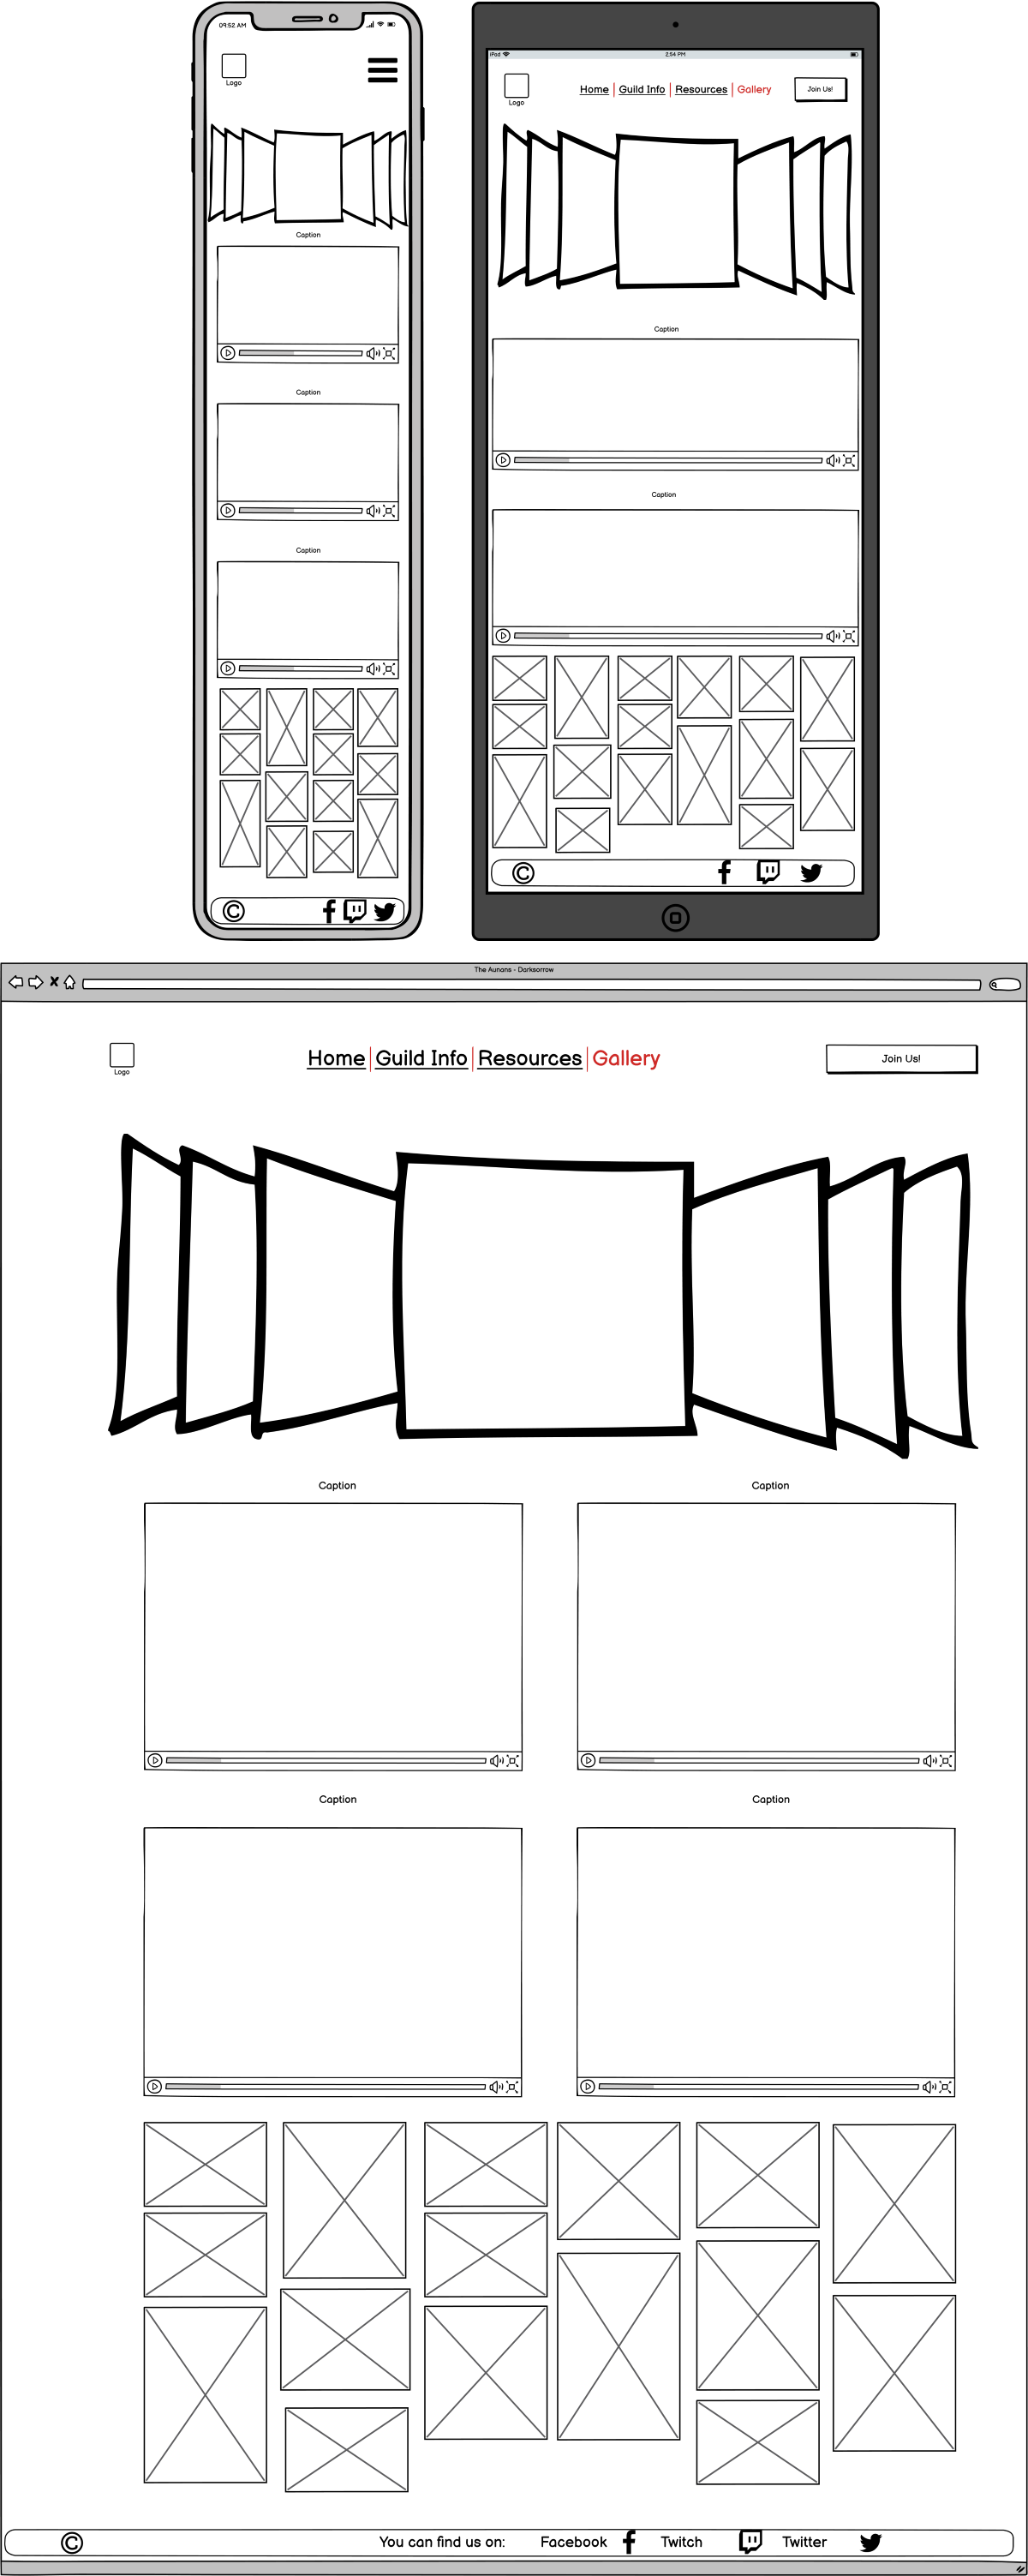 09:52 AM
Logo
Caption
Caption
Caption
©
iPad
2:54 PM
Logo
Home Guild Info Resources Gallery
Join Us!
Caption
Caption
©
The Aunans - Darksorrow
Logo
Home Guild Info Resources Gallery
Join Us!
Caption Caption
Caption Caption
© You can find us on: Facebook Twitch Twitter